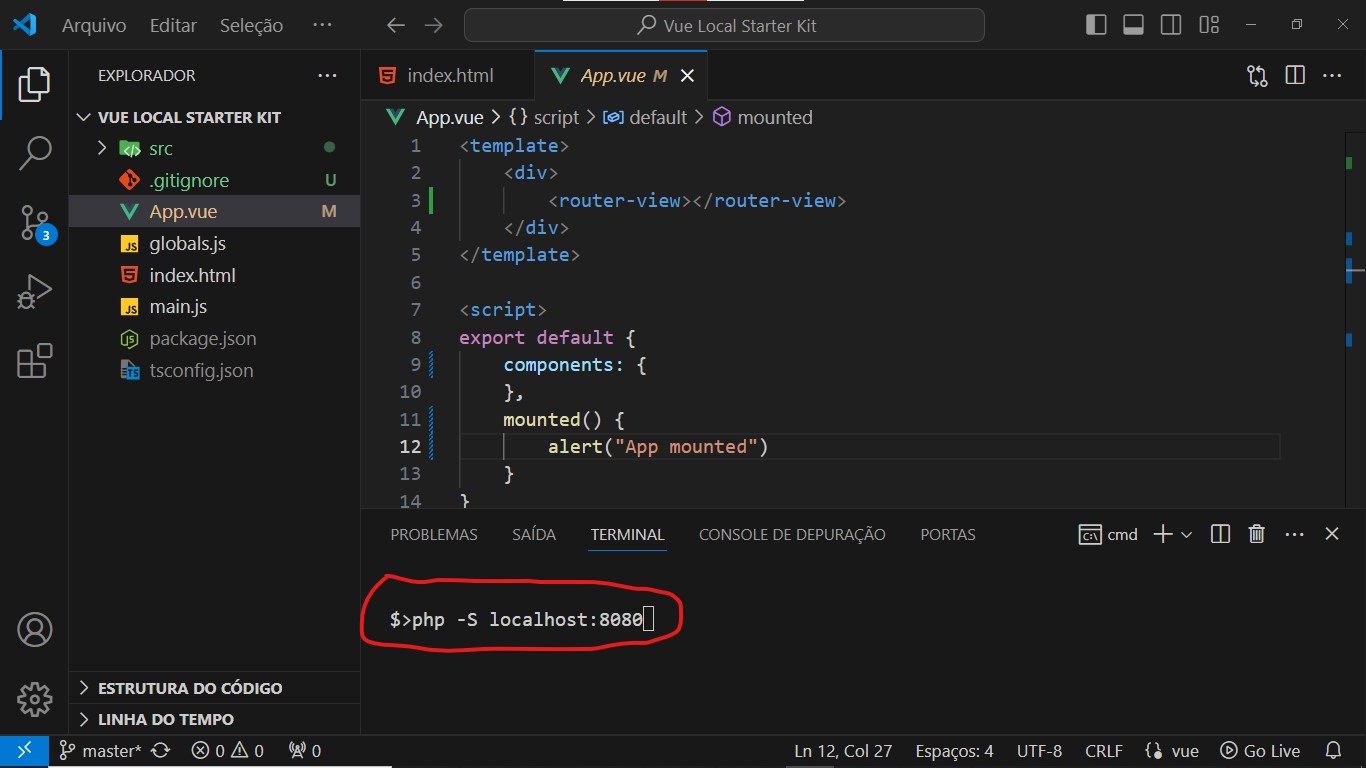 Arquivo Editar Seleção ··· Vue Local Starter Kit
EXPLORADOR ···
VUE LOCAL STARTER KIT
src
.gitignore U
App.vue M
JS globals.js
index.html
JS main.js
package.json
TS tsconfig.json
ESTRUTURA DO CÓDIGO
LINHA DO TEMPO
3
index.html App.vue M
App.vue > {} script > default > mounted
1 <template>
2 <div>
3 <router-view></router-view>
4 </div>
5 </template>
6
7 <script>
8 export default {
9 components: {
10 },
11 mounted() {
12 alert("App mounted")
13 }
14 }
PROBLEMAS SAÍDA TERMINAL CONSOLE DE DEPURAÇÃO PORTAS cmd
$>php -S localhost:8080
master* 0 0 0 Ln 12, Col 27 Espaços: 4 UTF-8 CRLF vue Go Live